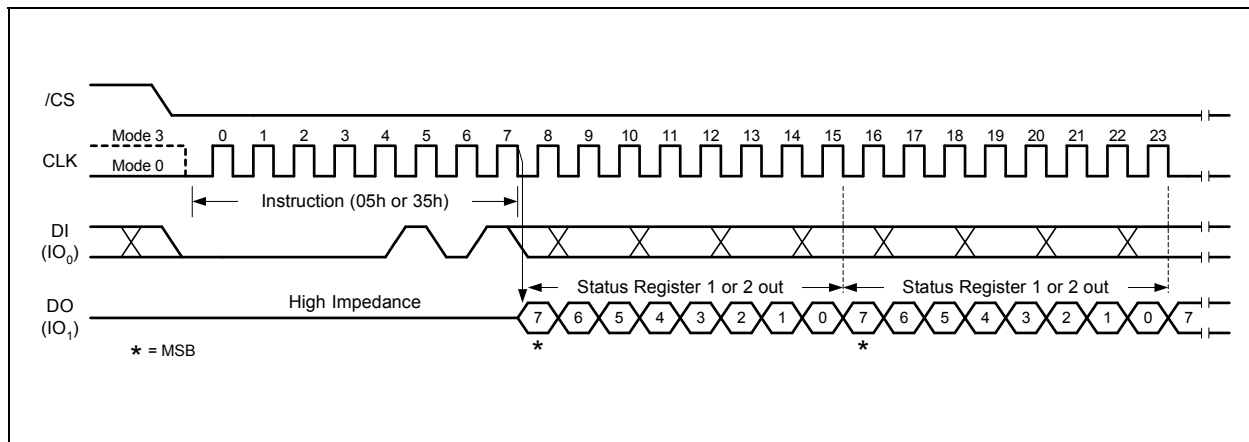 /CS
Mode 3
0 1 2 3 4 5 6 7 8 9 10 11 12 13 14 15 16 17 18 19 20 21 22 23
CLK
Mode 0
Instruction (05h or 35h)
DI
(IO0)
Status Register 1 or 2 out
Status Register 1 or 2 out
High Impedance
DO
(IO1)
7 6 5 4 3 2 1 0 7 6 5 4 3 2 1 0 7
* *
* = MSB